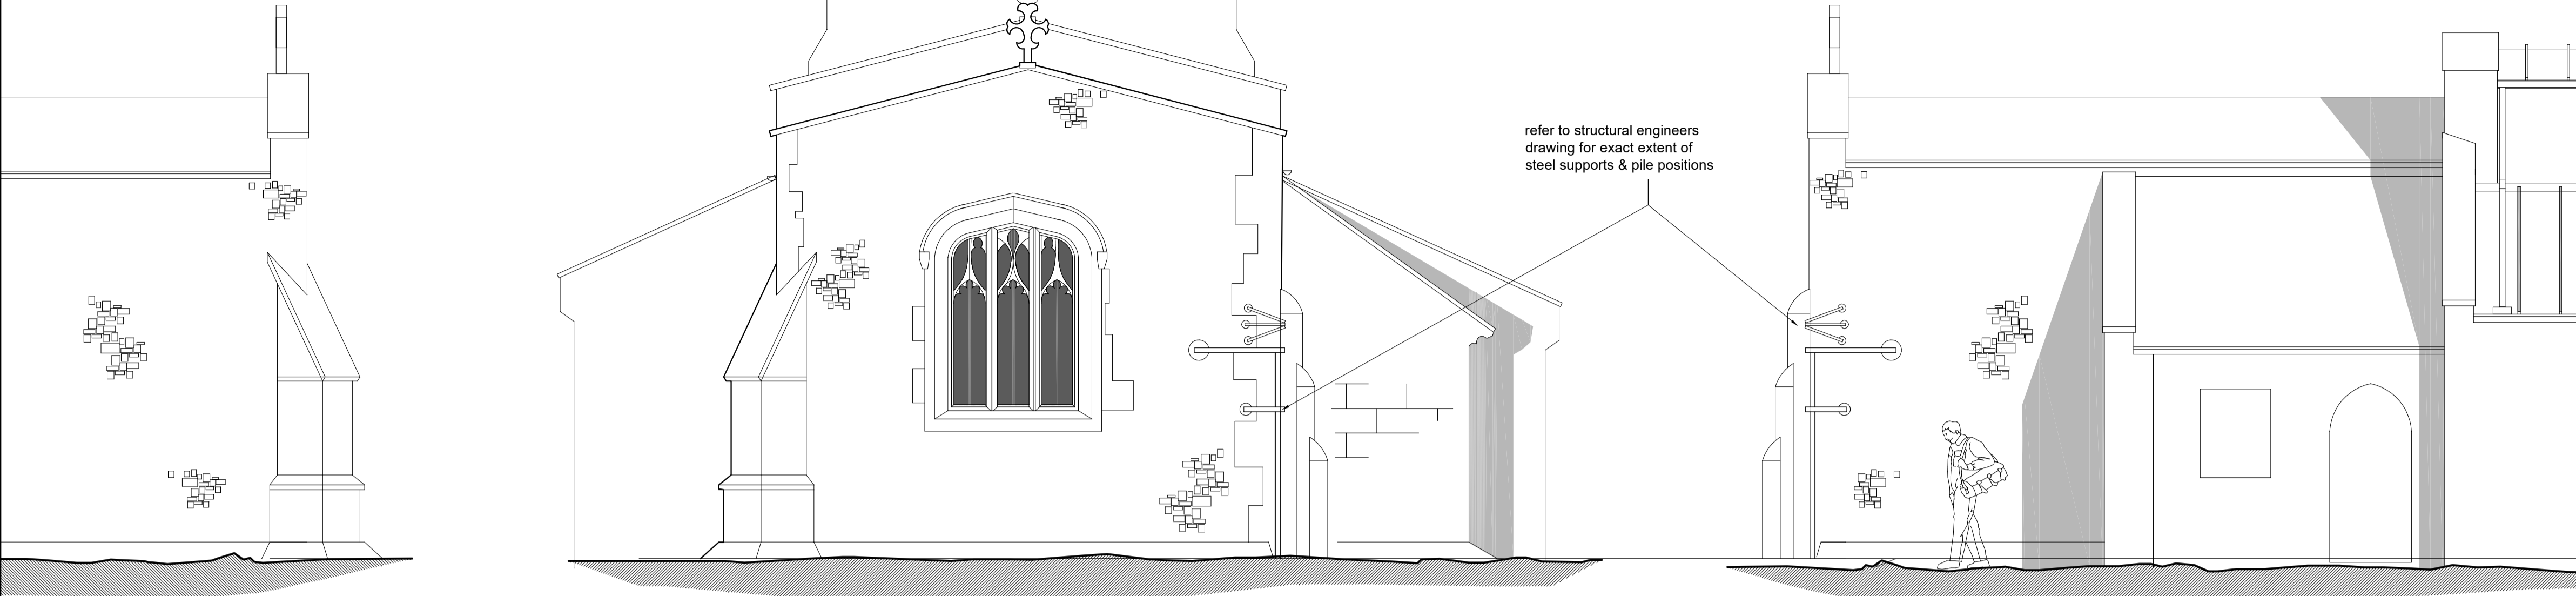 refer to structural engineers
drawing for exact extent of
steel supports & pile positions